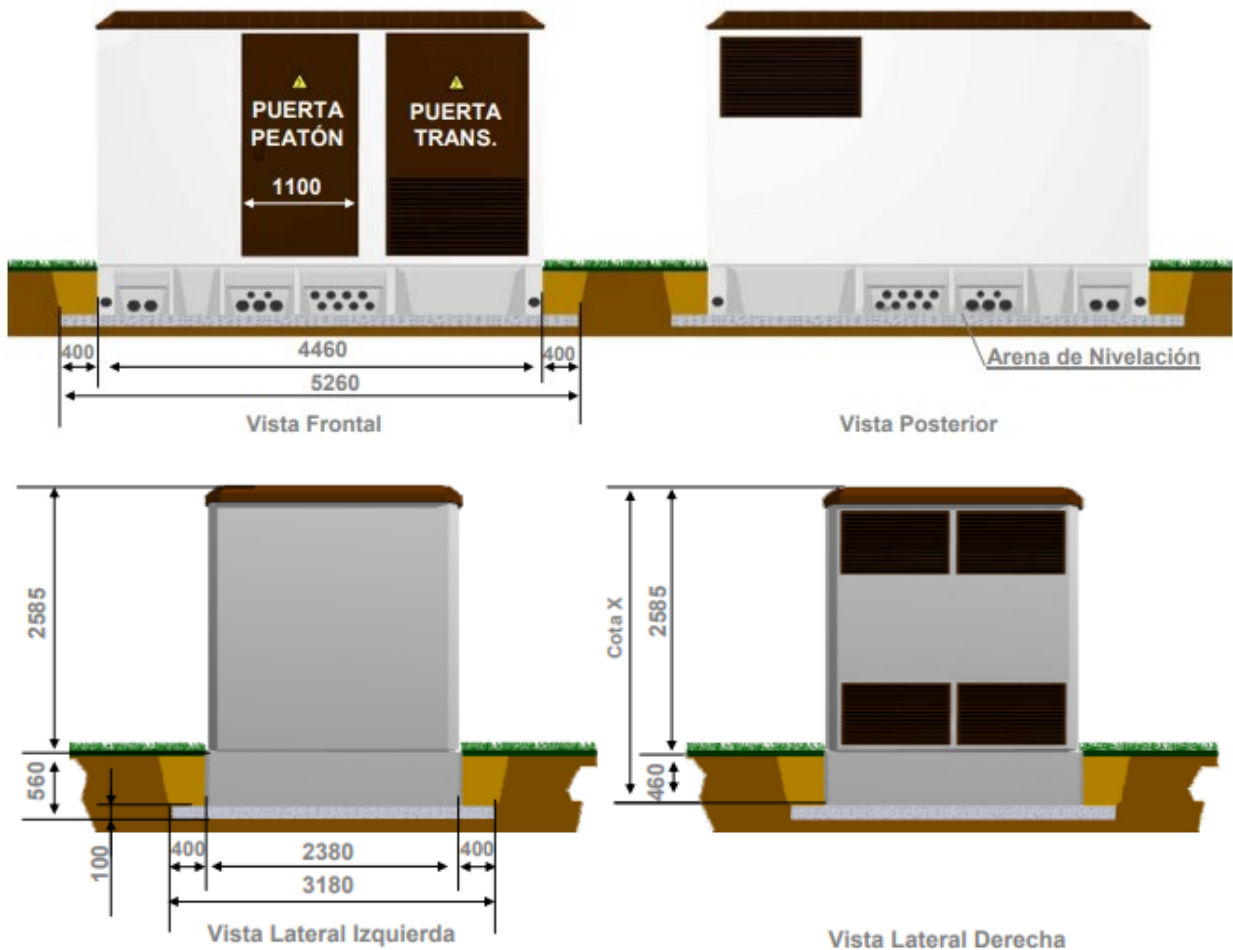 PUERTA
PEATÓN
1100
PUERTA
TRANS.
400
4460
400
5260
Vista Frontal
Arena de Nivelación
Vista Posterior
2585
560
100
400
2380
400
3180
Vista Lateral Izquierda
Cota X
2585
460
Vista Lateral Derecha